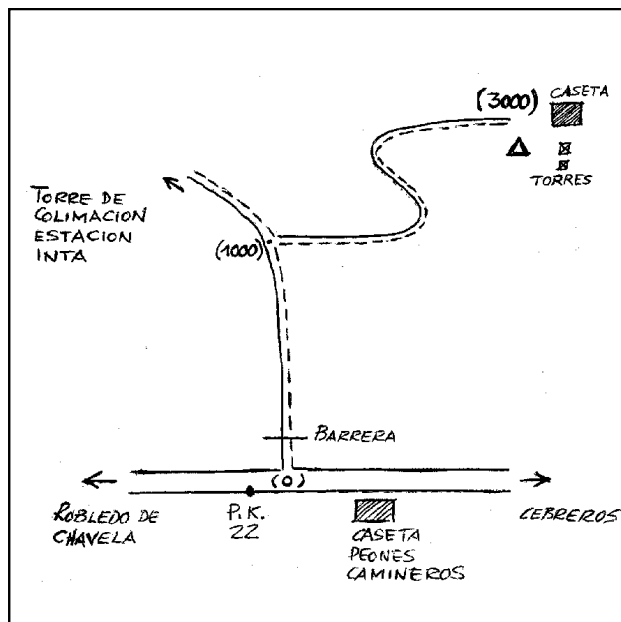 (3000)
CASETA
TORRES
TORRE DE
COLIMACION
ESTACION
INTA
(1000)
BARRERA
(0)
ROBLEDO DE
CHAVELA
P.K.
22
CASETA
PEONES
CAMINEROS
CEBREROS